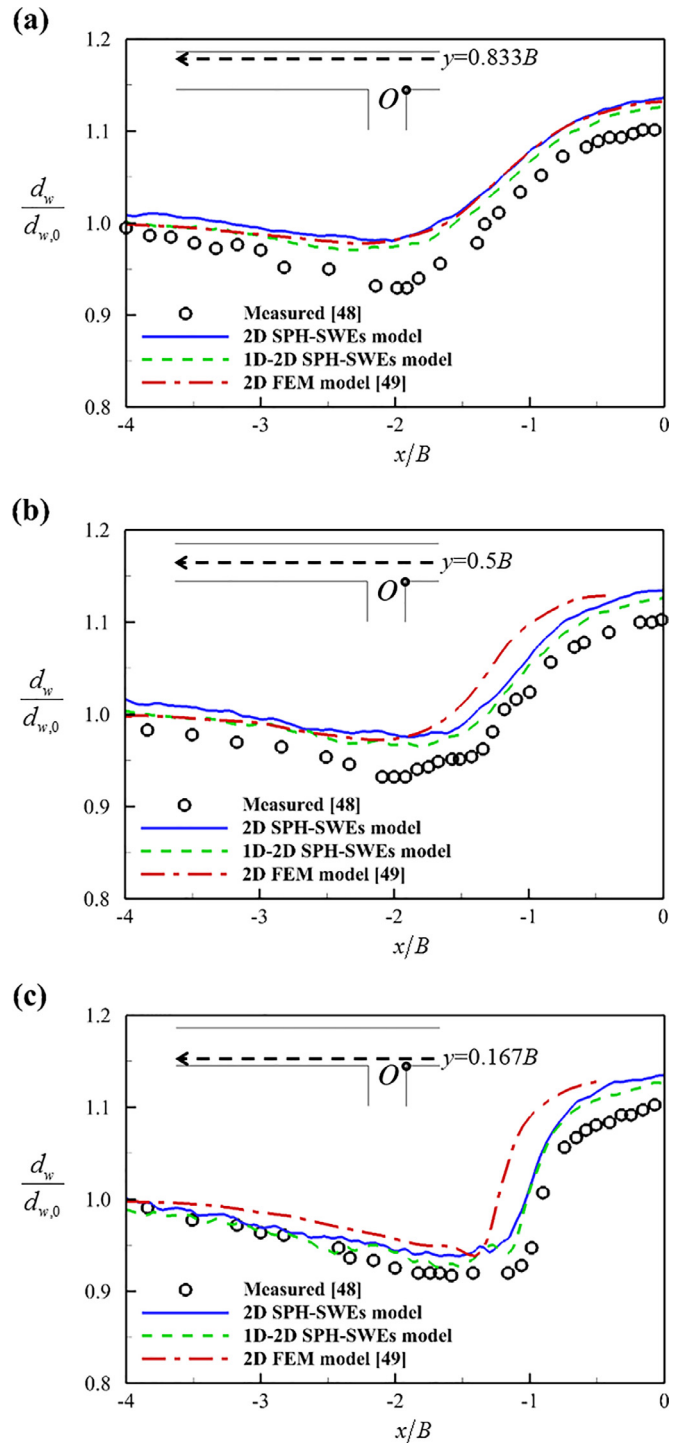 (a)
1.2
y=0.833B
O
1.1
d_w
d_{w,0}
1.0
0.9
Measured [48]
2D SPH-SWEs model
1D-2D SPH-SWEs model
2D FEM model [49]
0.8
-4 -3 -2 -1 0
x/B
(b)
1.2
y=0.5B
O
1.1
d_w
d_{w,0}
1.0
0.9
Measured [48]
2D SPH-SWEs model
1D-2D SPH-SWEs model
2D FEM model [49]
0.8
-4 -3 -2 -1 0
x/B
(c)
1.2
y=0.167B
O
1.1
d_w
d_{w,0}
1.0
0.9
Measured [48]
2D SPH-SWEs model
1D-2D SPH-SWEs model
2D FEM model [49]
0.8
-4 -3 -2 -1 0
x/B